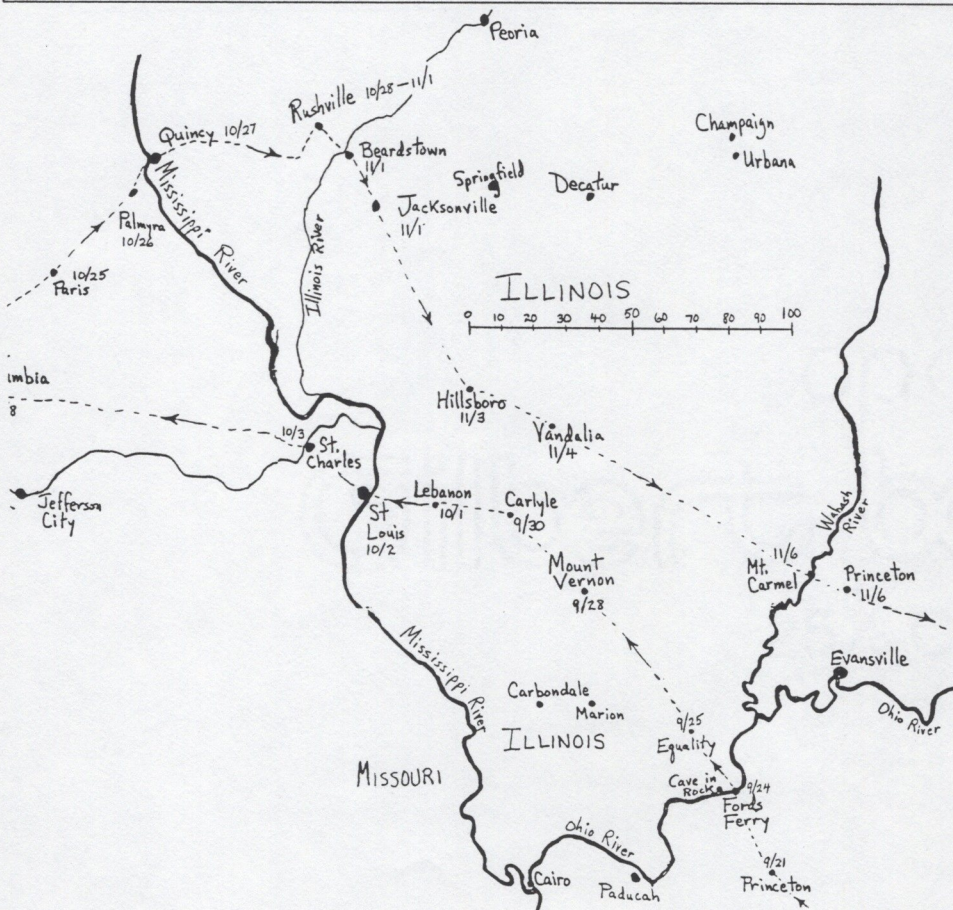 Peoria
Rushville 10/28-11/1
Quincy 10/27
Champaign
Urbana
Beardstown
11/1
Springfield
Decatur
Palmyra
10/26
Jacksonville
11/1
Mississippi River
Illinois River
10/25
Paris
ILLINOIS
0 10 20 30 40 50 60 70 80 90 100
imbia
8
Hillsboro
11/3
Vandalia
11/4
10/3
St.
Charles
Jefferson
City
St
Louis
10/2
Lebanon
10/1
Carlyle
9/30
Wabash
River
Mount
Vernon
9/28
11/6
Mt.
Carmel
Princeton
11/6
Mississippi River
Evansville
Ohio River
Carbondale
Marion
ILLINOIS
9/25
Equality
MISSOURI
Cave in
Rock
9/24
Fords
Ferry
Ohio River
9/21
Princeton
Cairo
Paducah